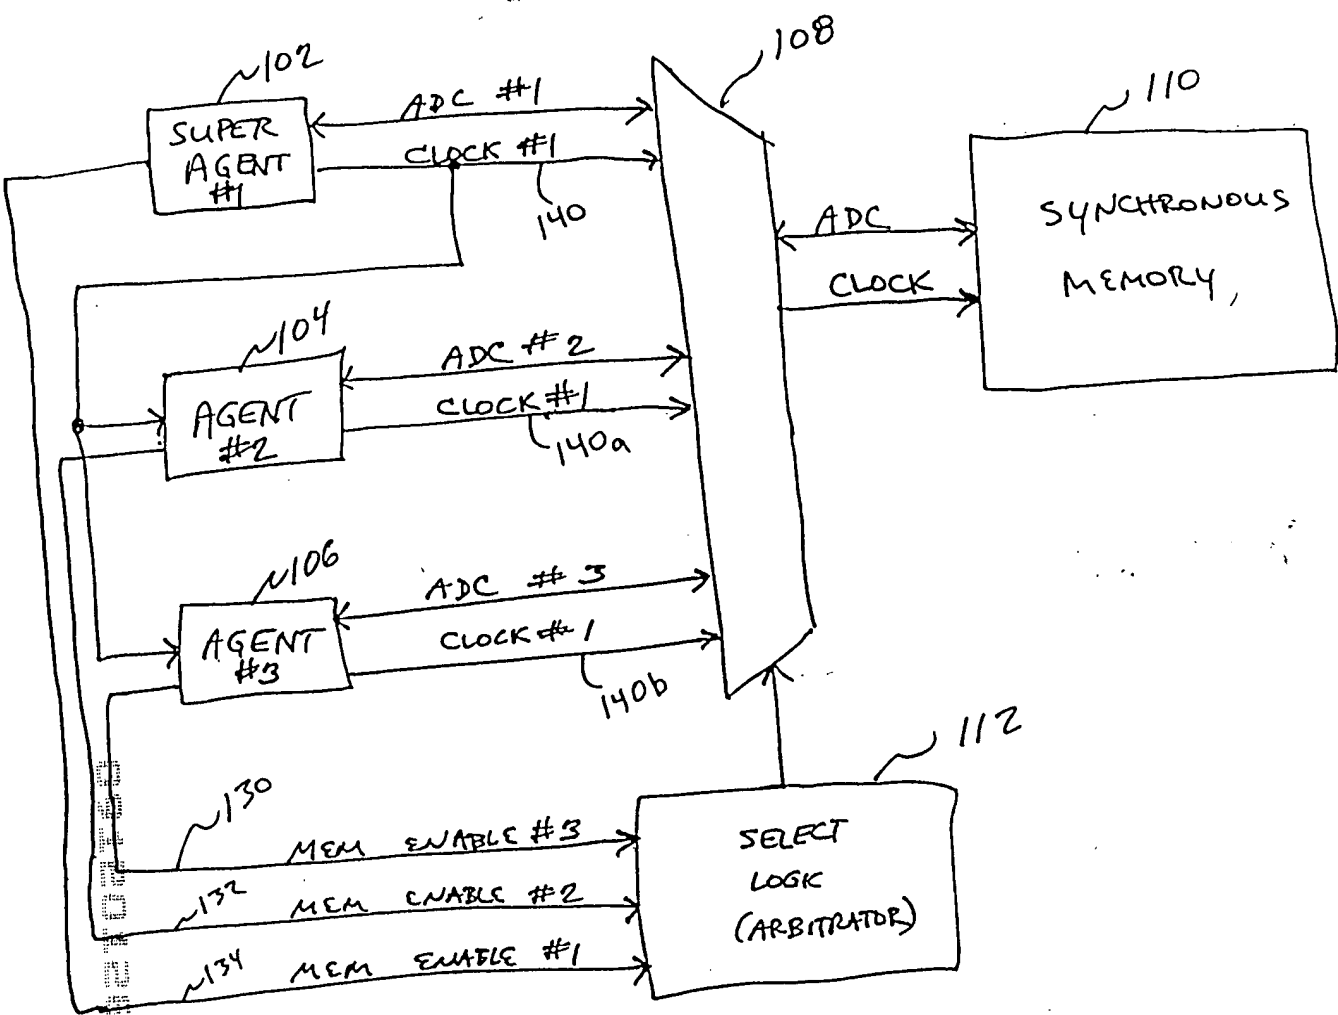 102
SUPER
AGENT
#1
ADC #1
CLOCK #1
140
108
110
ADC
CLOCK
SYNCHRONOUS
MEMORY,
104
AGENT
#2
ADC #2
CLOCK #1
140a
106
AGENT
#3
ADC #3
CLOCK #1
140b
112
SELECT
LOGIC
(ARBITRATOR)
130
MEM ENABLE #3
132
MEM ENABLE #2
134
MEM ENABLE #1